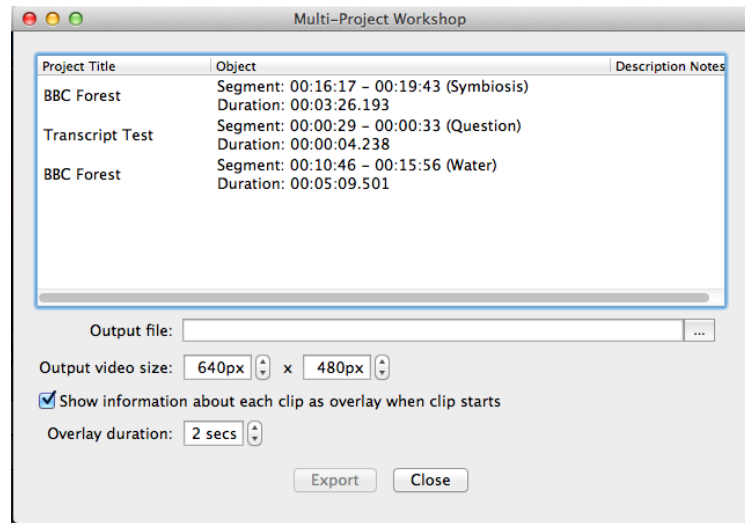 Multi-Project Workshop
Project Title Object Description Notes
BBC Forest
Segment: 00:16:17 – 00:19:43 (Symbiosis)
Duration: 00:03:26.193
Transcript Test
Segment: 00:00:29 – 00:00:33 (Question)
Duration: 00:00:04.238
BBC Forest
Segment: 00:10:46 – 00:15:56 (Water)
Duration: 00:05:09.501
Output file: ...
Output video size: 640px x 480px
Show information about each clip as overlay when clip starts
Overlay duration: 2 secs
Export Close